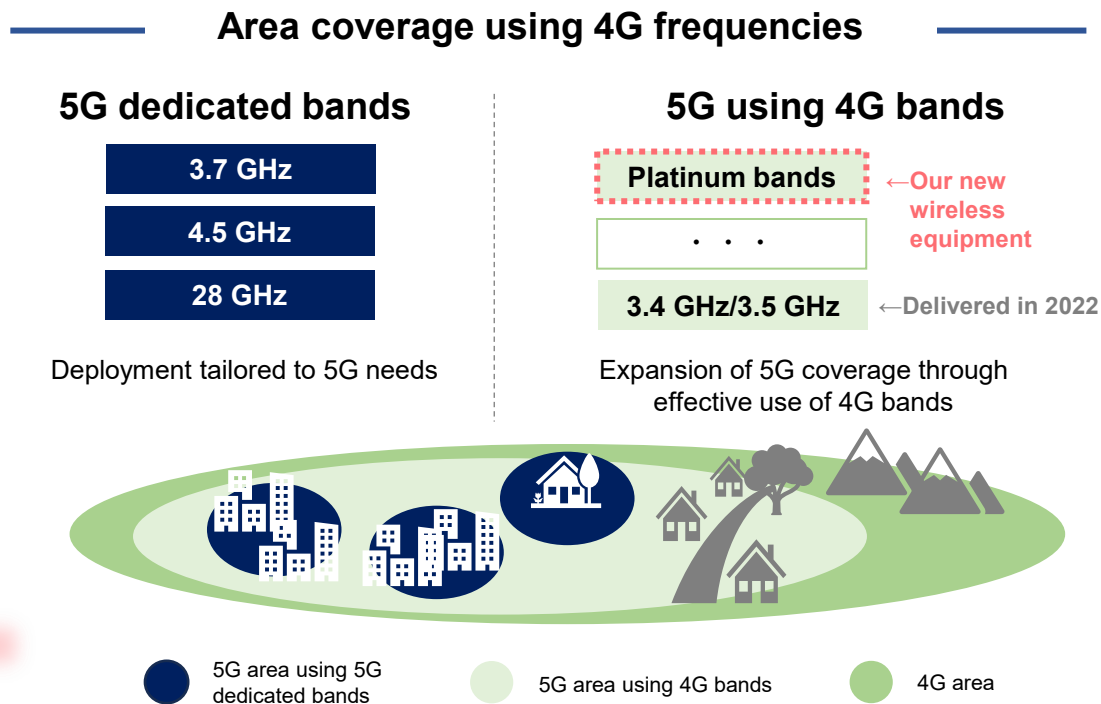 Area coverage using 4G frequencies
5G dedicated bands
3.7 GHz
4.5 GHz
28 GHz
Deployment tailored to 5G needs
5G using 4G bands
Platinum bands
←Our new
wireless
equipment
· · ·
3.4 GHz/3.5 GHz
←Delivered in 2022
Expansion of 5G coverage through
effective use of 4G bands
5G area using 5G
dedicated bands
5G area using 4G bands
4G area